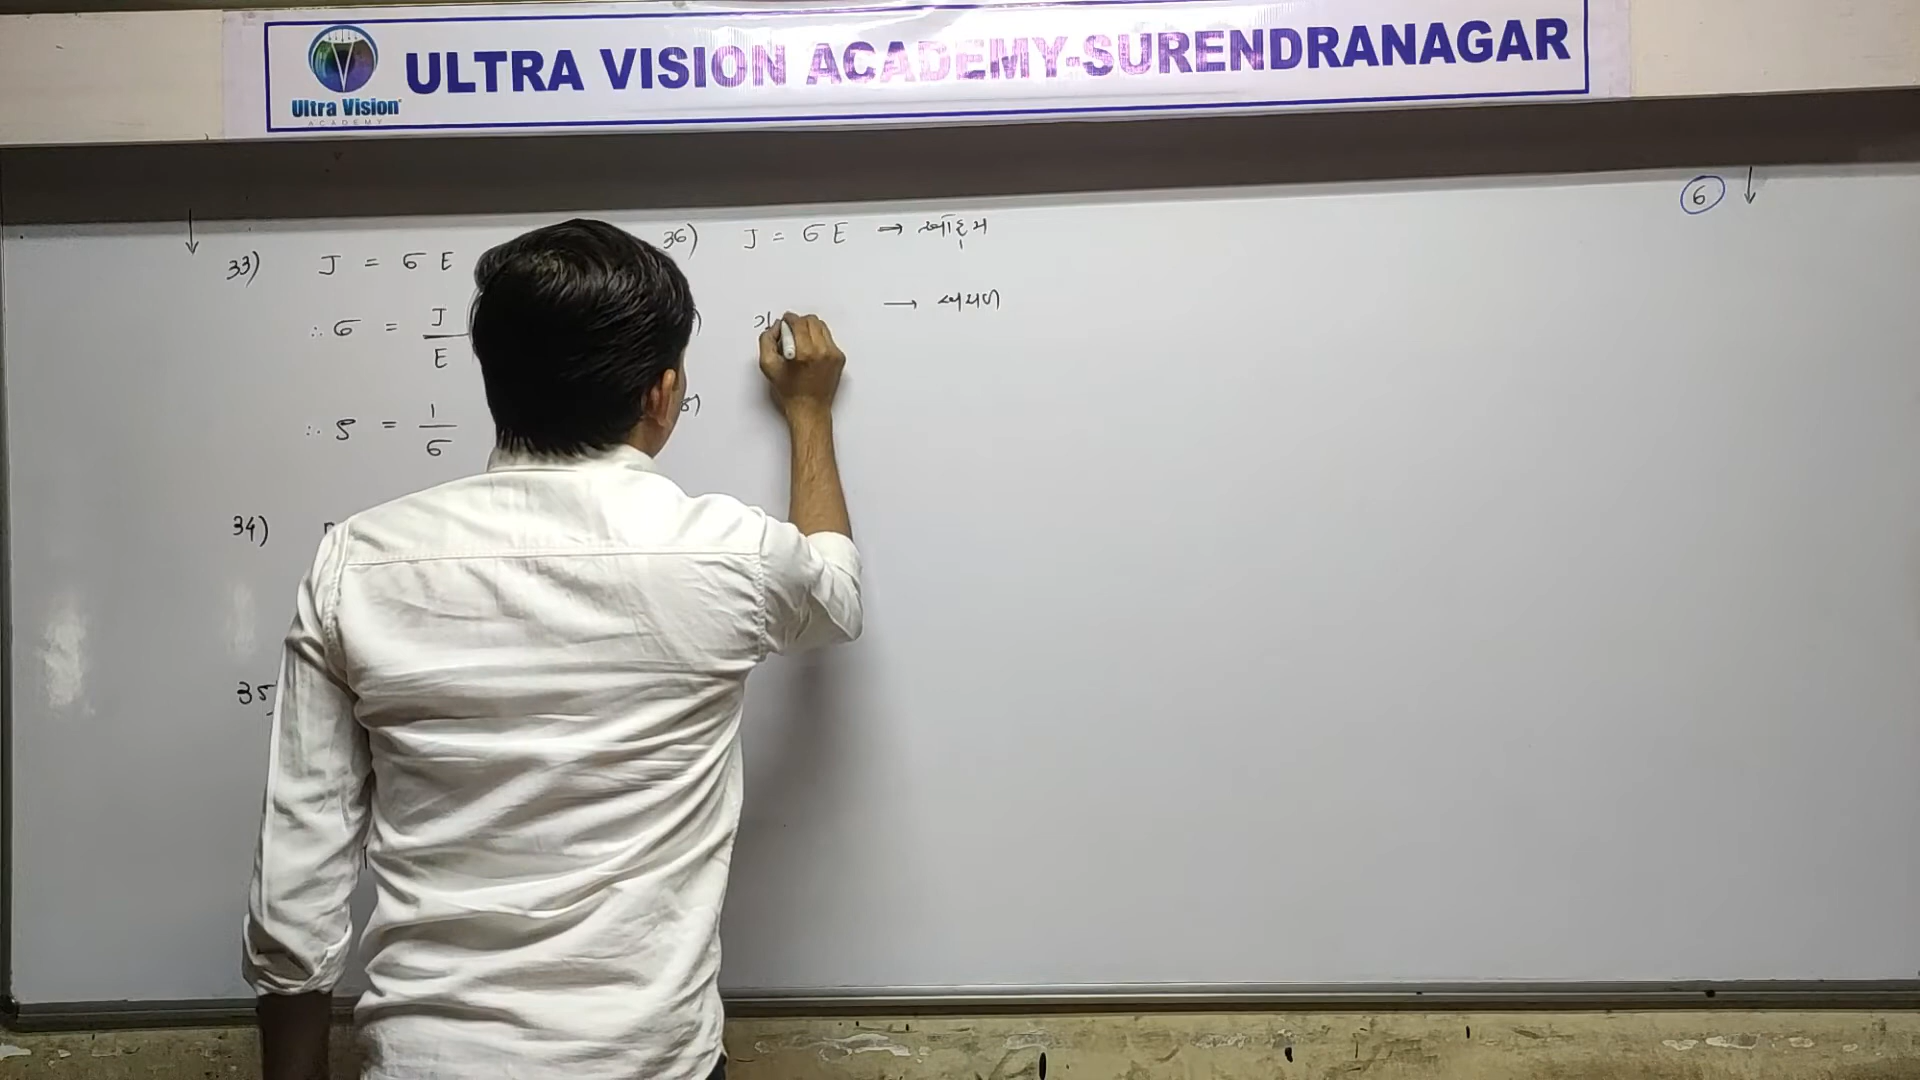 ULTRA VISION ACADEMY-SURENDRANAGAR
Ultra Vision
ACADEMY
6
33) J = σ E
∴ σ = J / E
∴ ρ = 1 / σ
34)
35
36) J = σ E → ઓહ્મ
→ અચળ